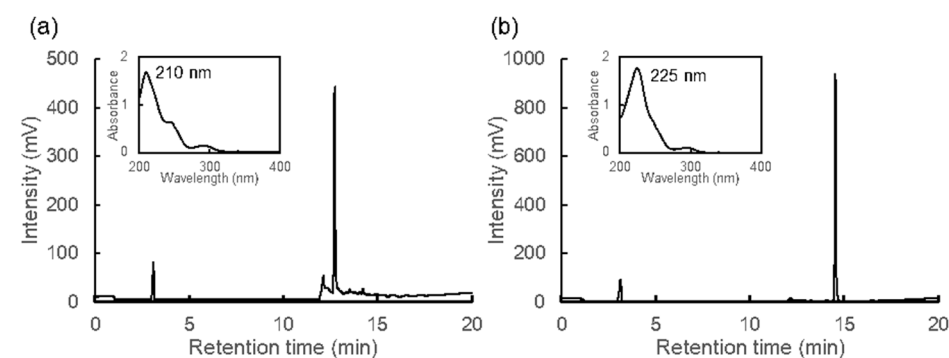 (a)
500
400
300
200
100
0
Intensity (mV)
0 5 10 15 20
Retention time (min)
2
1
0
Absorbance
210 nm
200 300 400
Wavelength (nm)
(b)
1000
800
600
400
200
0
Intensity (mV)
0 5 10 15 20
Retention time (min)
2
1
0
Absorbance
225 nm
200 300 400
Wavelength (nm)